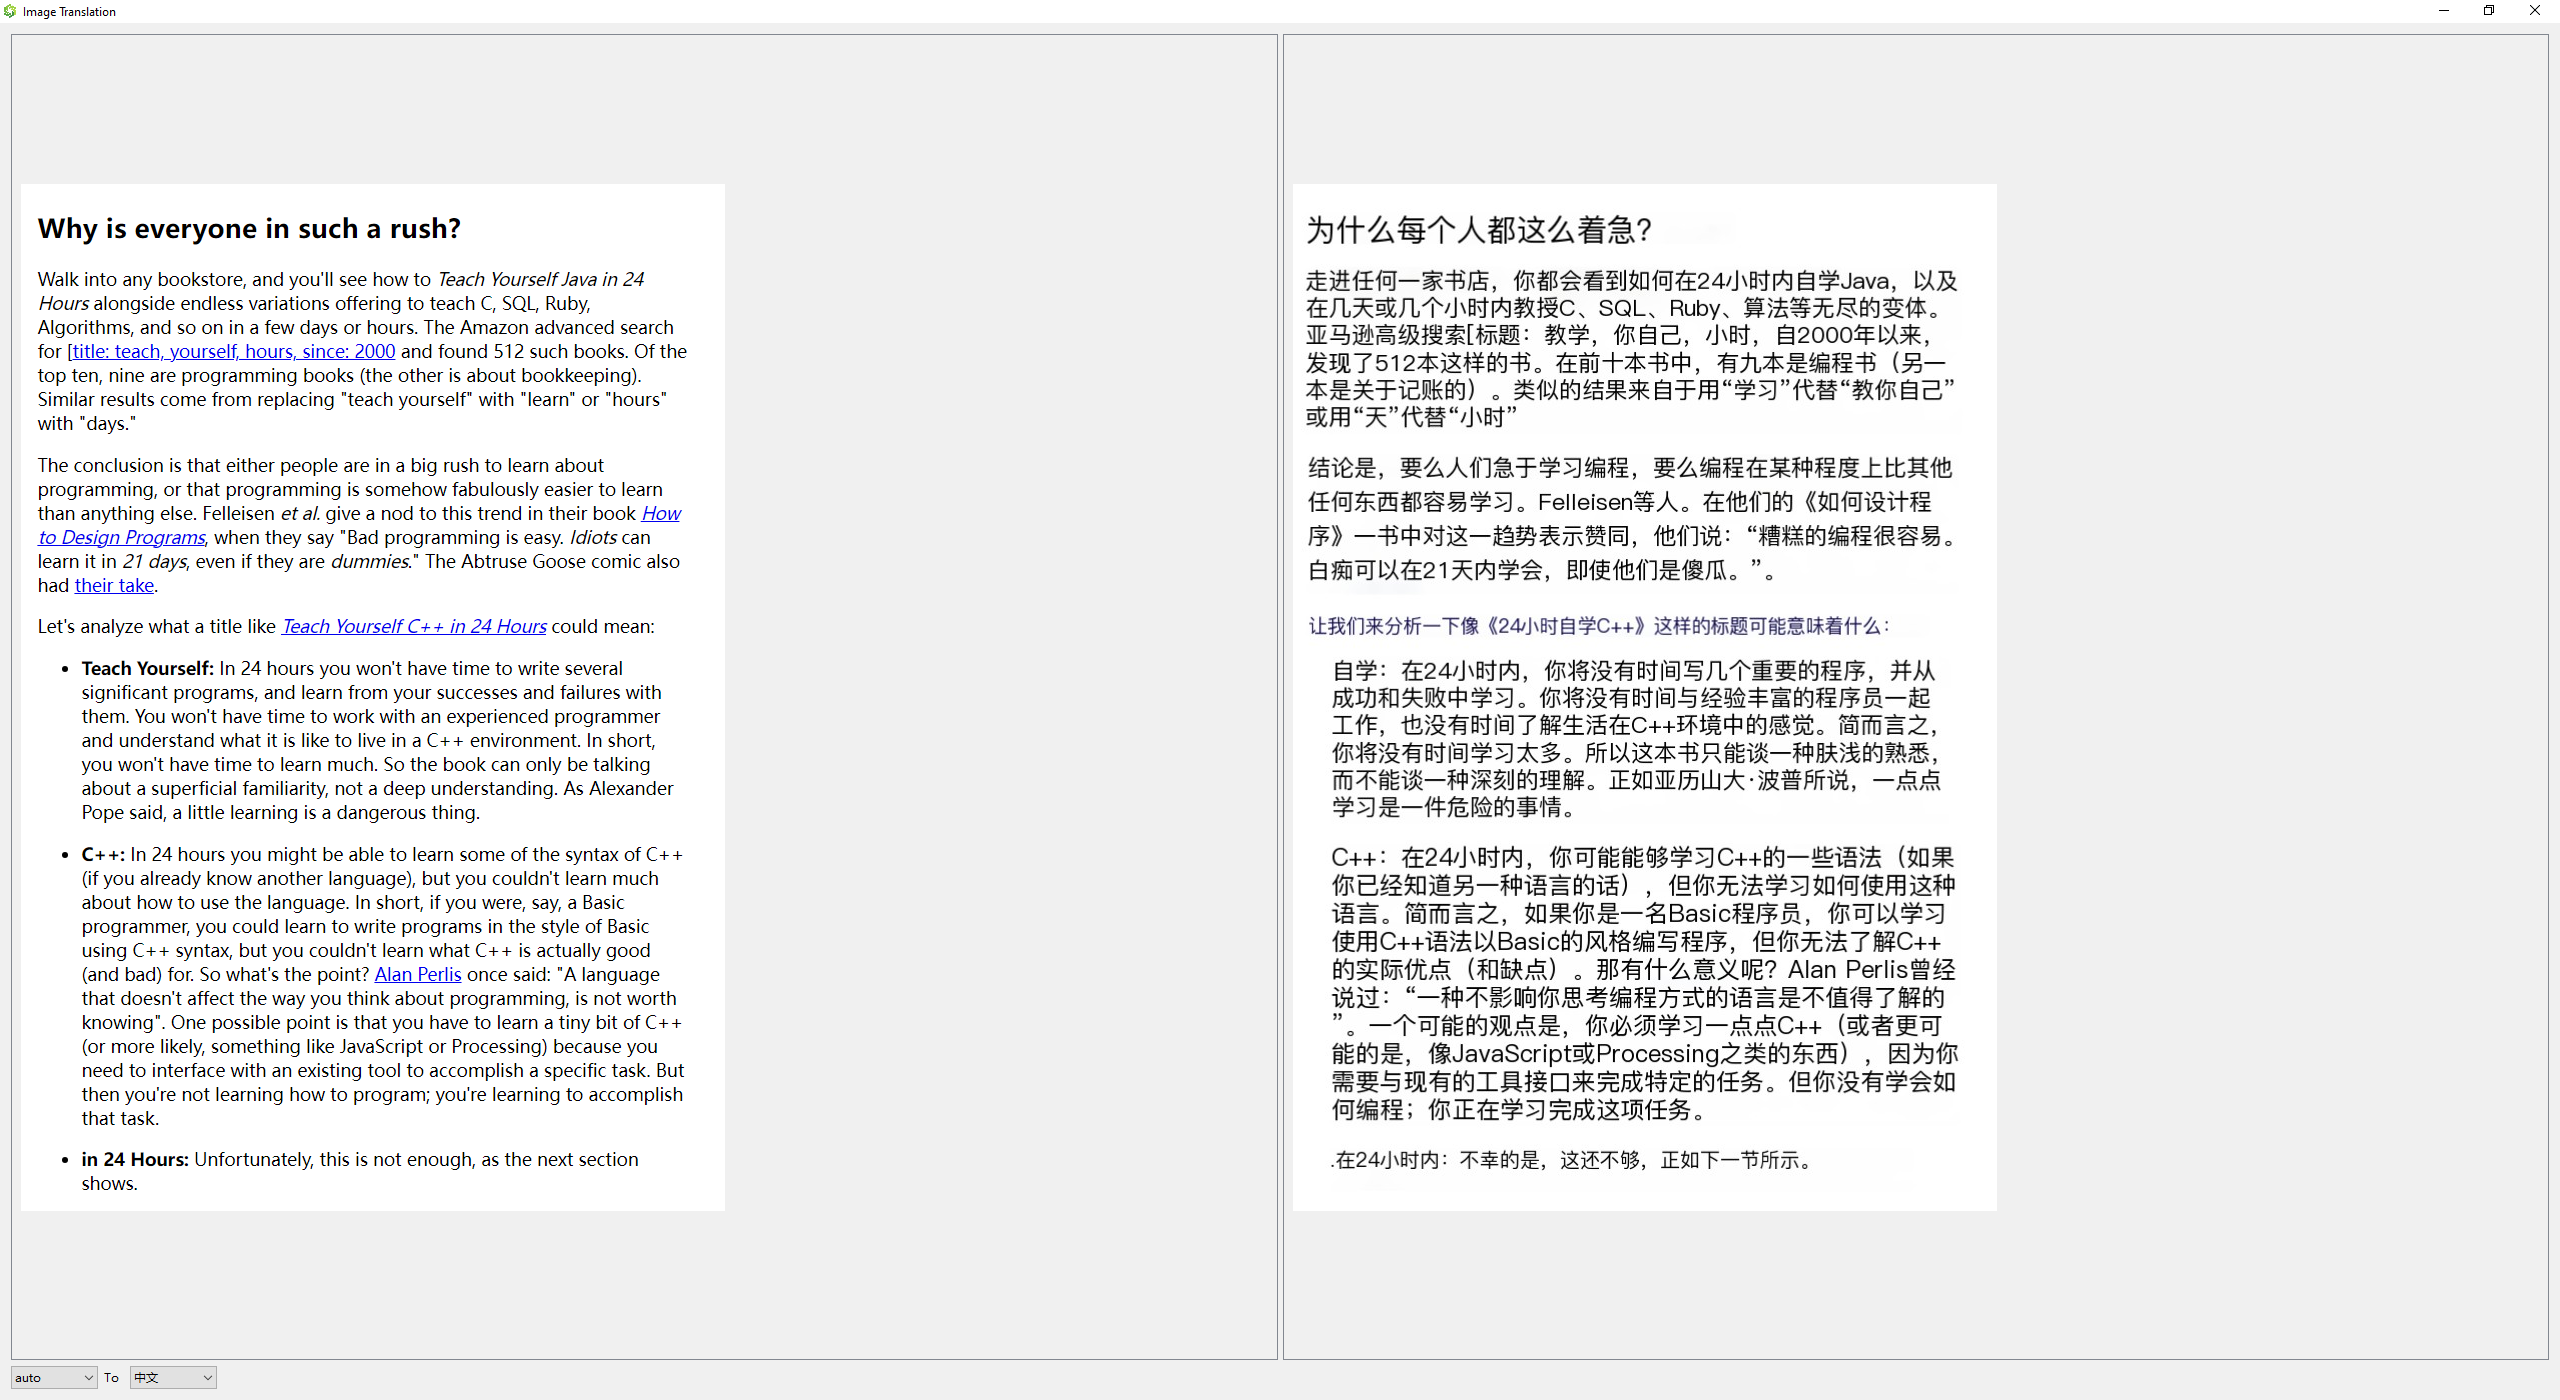 Image Translation
Why is everyone in such a rush?
Walk into any bookstore, and you'll see how to Teach Yourself Java in 24
Hours alongside endless variations offering to teach C, SQL, Ruby,
Algorithms, and so on in a few days or hours. The Amazon advanced search
for [title: teach, yourself, hours, since: 2000 and found 512 such books. Of the
top ten, nine are programming books (the other is about bookkeeping).
Similar results come from replacing "teach yourself" with "learn" or "hours"
with "days."
The conclusion is that either people are in a big rush to learn about
programming, or that programming is somehow fabulously easier to learn
than anything else. Felleisen et al. give a nod to this trend in their book How
to Design Programs, when they say "Bad programming is easy. Idiots can
learn it in 21 days, even if they are dummies." The Abtruse Goose comic also
had their take.
Let's analyze what a title like Teach Yourself C++ in 24 Hours could mean:
• Teach Yourself: In 24 hours you won't have time to write several
significant programs, and learn from your successes and failures with
them. You won't have time to work with an experienced programmer
and understand what it is like to live in a C++ environment. In short,
you won't have time to learn much. So the book can only be talking
about a superficial familiarity, not a deep understanding. As Alexander
Pope said, a little learning is a dangerous thing.
• C++: In 24 hours you might be able to learn some of the syntax of C++
(if you already know another language), but you couldn't learn much
about how to use the language. In short, if you were, say, a Basic
programmer, you could learn to write programs in the style of Basic
using C++ syntax, but you couldn't learn what C++ is actually good
(and bad) for. So what's the point? Alan Perlis once said: "A language
that doesn't affect the way you think about programming, is not worth
knowing". One possible point is that you have to learn a tiny bit of C++
(or more likely, something like JavaScript or Processing) because you
need to interface with an existing tool to accomplish a specific task. But
then you're not learning how to program; you're learning to accomplish
that task.
• in 24 Hours: Unfortunately, this is not enough, as the next section
shows.
为什么每个人都这么着急?
走进任何一家书店，你都会看到如何在24小时内自学Java，以及
在几天或几个小时内教授C、SQL、Ruby、算法等无尽的变体。
亚马逊高级搜索[标题：教学，你自己，小时，自2000年以来，
发现了512本这样的书。在前十本书中，有九本是编程书（另一
本是关于记账的）。类似的结果来自于用“学习”代替“教你自己”
或用“天”代替“小时”
结论是，要么人们急于学习编程，要么编程在某种程度上比其他
任何东西都容易学习。Felleisen等人。在他们的《如何设计程
序》一书中对这一趋势表示赞同，他们说：“糟糕的编程很容易。
白痴可以在21天内学会，即使他们是傻瓜。”。
让我们来分析一下像《24小时自学C++》这样的标题可能意味着什么：
自学：在24小时内，你将没有时间写几个重要的程序，并从
成功和失败中学习。你将没有时间与经验丰富的程序员一起
工作，也没有时间了解生活在C++环境中的感觉。简而言之，
你将没有时间学习太多。所以这本书只能谈一种肤浅的熟悉，
而不能谈一种深刻的理解。正如亚历山大·波普所说，一点点
学习是一件危险的事情。
C++：在24小时内，你可能能够学习C++的一些语法（如果
你已经知道另一种语言的话），但你无法学习如何使用这种
语言。简而言之，如果你是一名Basic程序员，你可以学习
使用C++语法以Basic的风格编写程序，但你无法了解C++
的实际优点（和缺点）。那有什么意义呢？Alan Perlis曾经
说过：“一种不影响你思考编程方式的语言是不值得了解的
”。一个可能的观点是，你必须学习一点点C++（或者更可
能的是，像JavaScript或Processing之类的东西），因为你
需要与现有的工具接口来完成特定的任务。但你没有学会如
何编程；你正在学习完成这项任务。
.在24小时内：不幸的是，这还不够，正如下一节所示。
auto To 中文